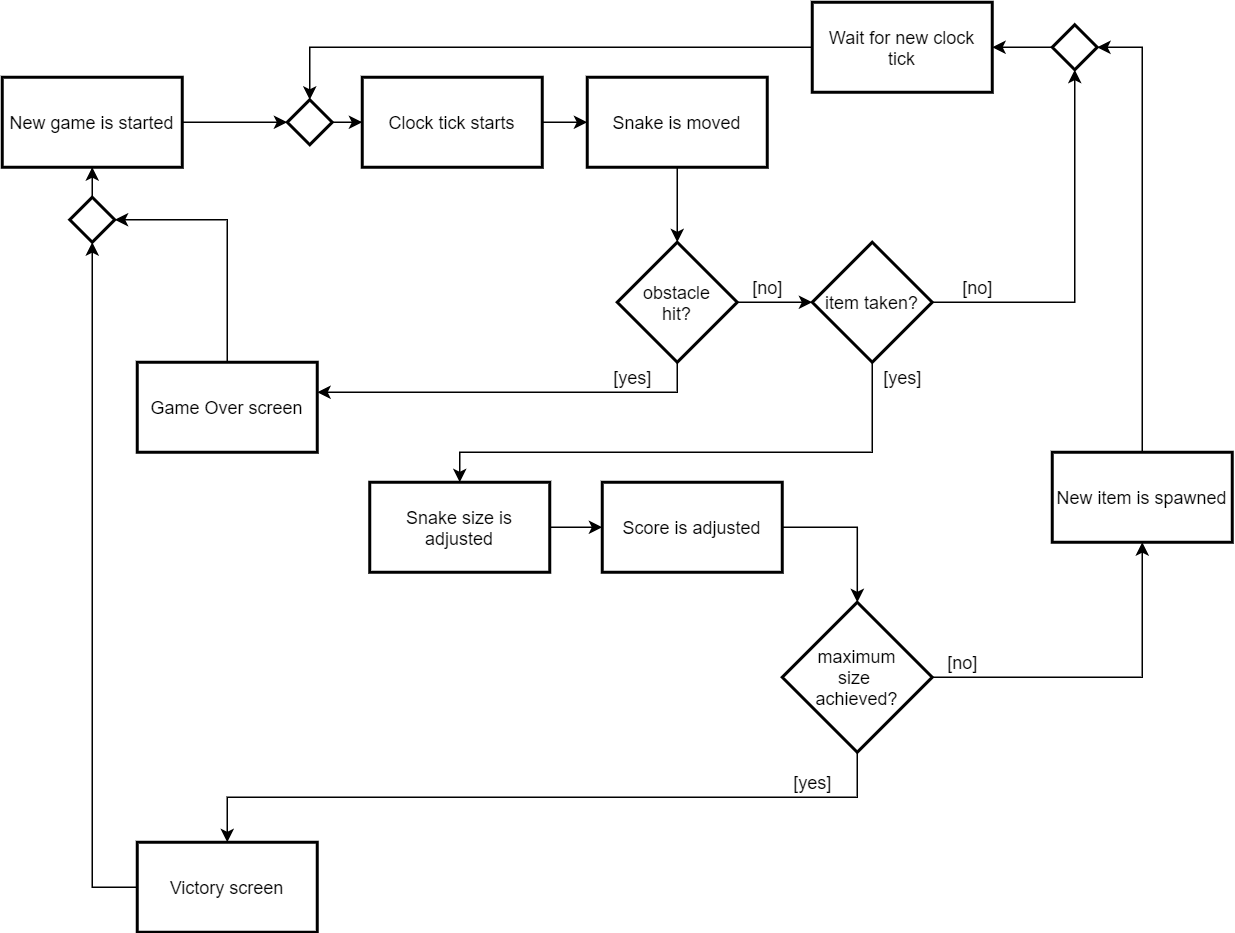 Wait for new clock
tick
New game is started
Clock tick starts
Snake is moved
obstacle
hit?
[no]
item taken?
[no]
[yes]
[yes]
Game Over screen
Snake size is
adjusted
Score is adjusted
New item is spawned
maximum
size
achieved?
[no]
[yes]
Victory screen